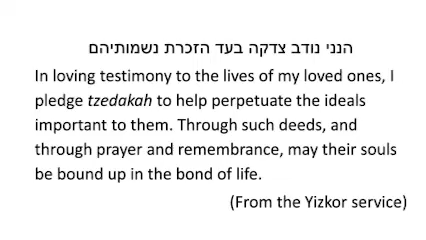 הנני נודב צדקה בעד הזכרת נשמותיהם
In loving testimony to the lives of my loved ones, I
pledge tzedakah to help perpetuate the ideals
important to them. Through such deeds, and
through prayer and remembrance, may their souls
be bound up in the bond of life.
(From the Yizkor service)